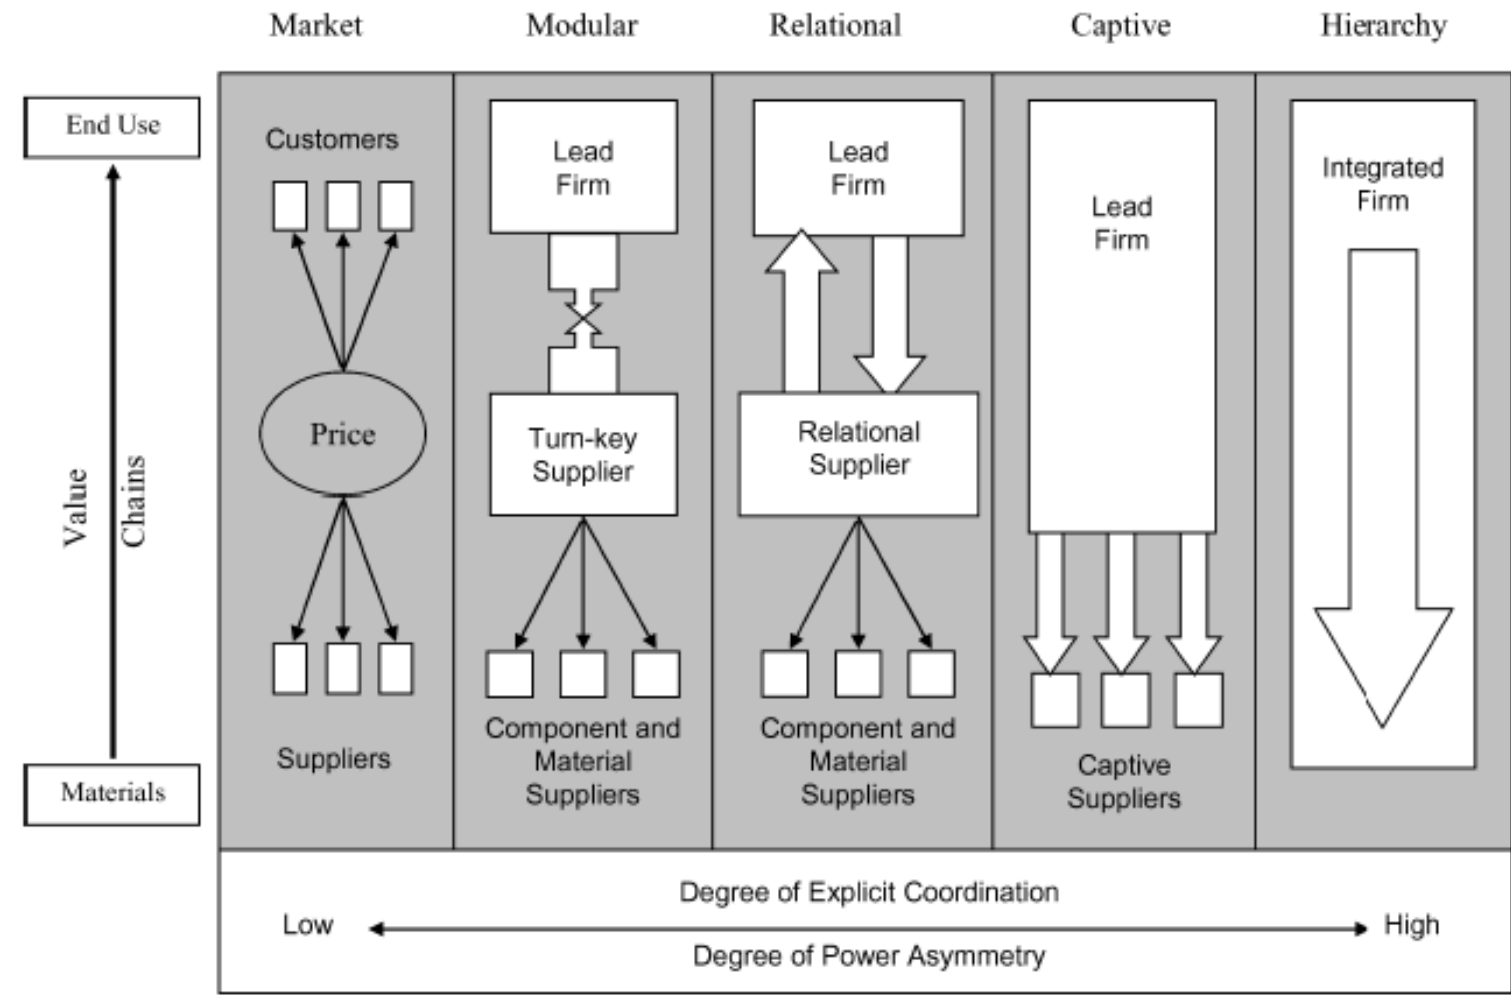 Market
Modular
Relational
Captive
Hierarchy
End Use
Value
Chains
Materials
Customers
Price
Suppliers
Lead
Firm
Turn-key
Supplier
Component and
Material
Suppliers
Lead
Firm
Relational
Supplier
Component and
Material
Suppliers
Lead
Firm
Captive
Suppliers
Integrated
Firm
Degree of Explicit Coordination
Low
High
Degree of Power Asymmetry